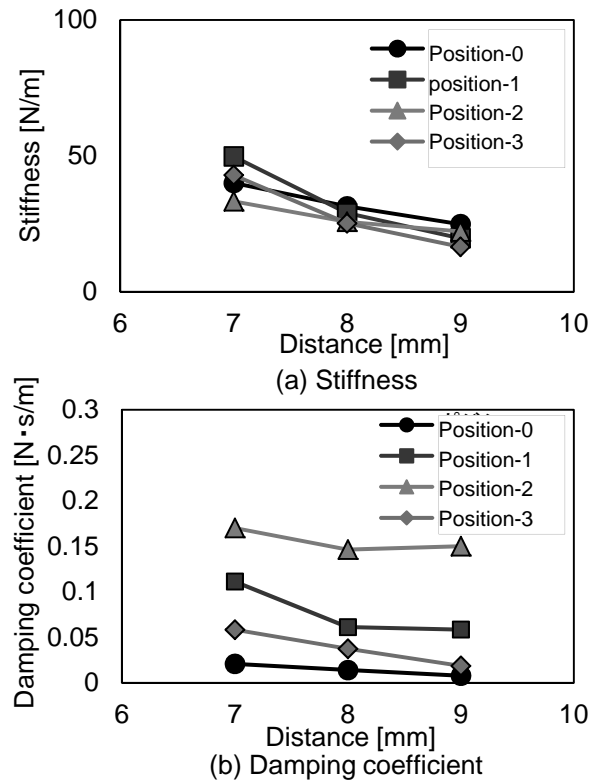 100
50
0
Stiffness [N/m]
Position-0
position-1
Position-2
Position-3
6 7 8 9 10
Distance [mm]
(a) Stiffness
0.3
0.25
0.2
0.15
0.1
0.05
0
Damping coefficient [N・s/m]
Position-0
Position-1
Position-2
Position-3
6 7 8 9 10
Distance [mm]
(b) Damping coefficient